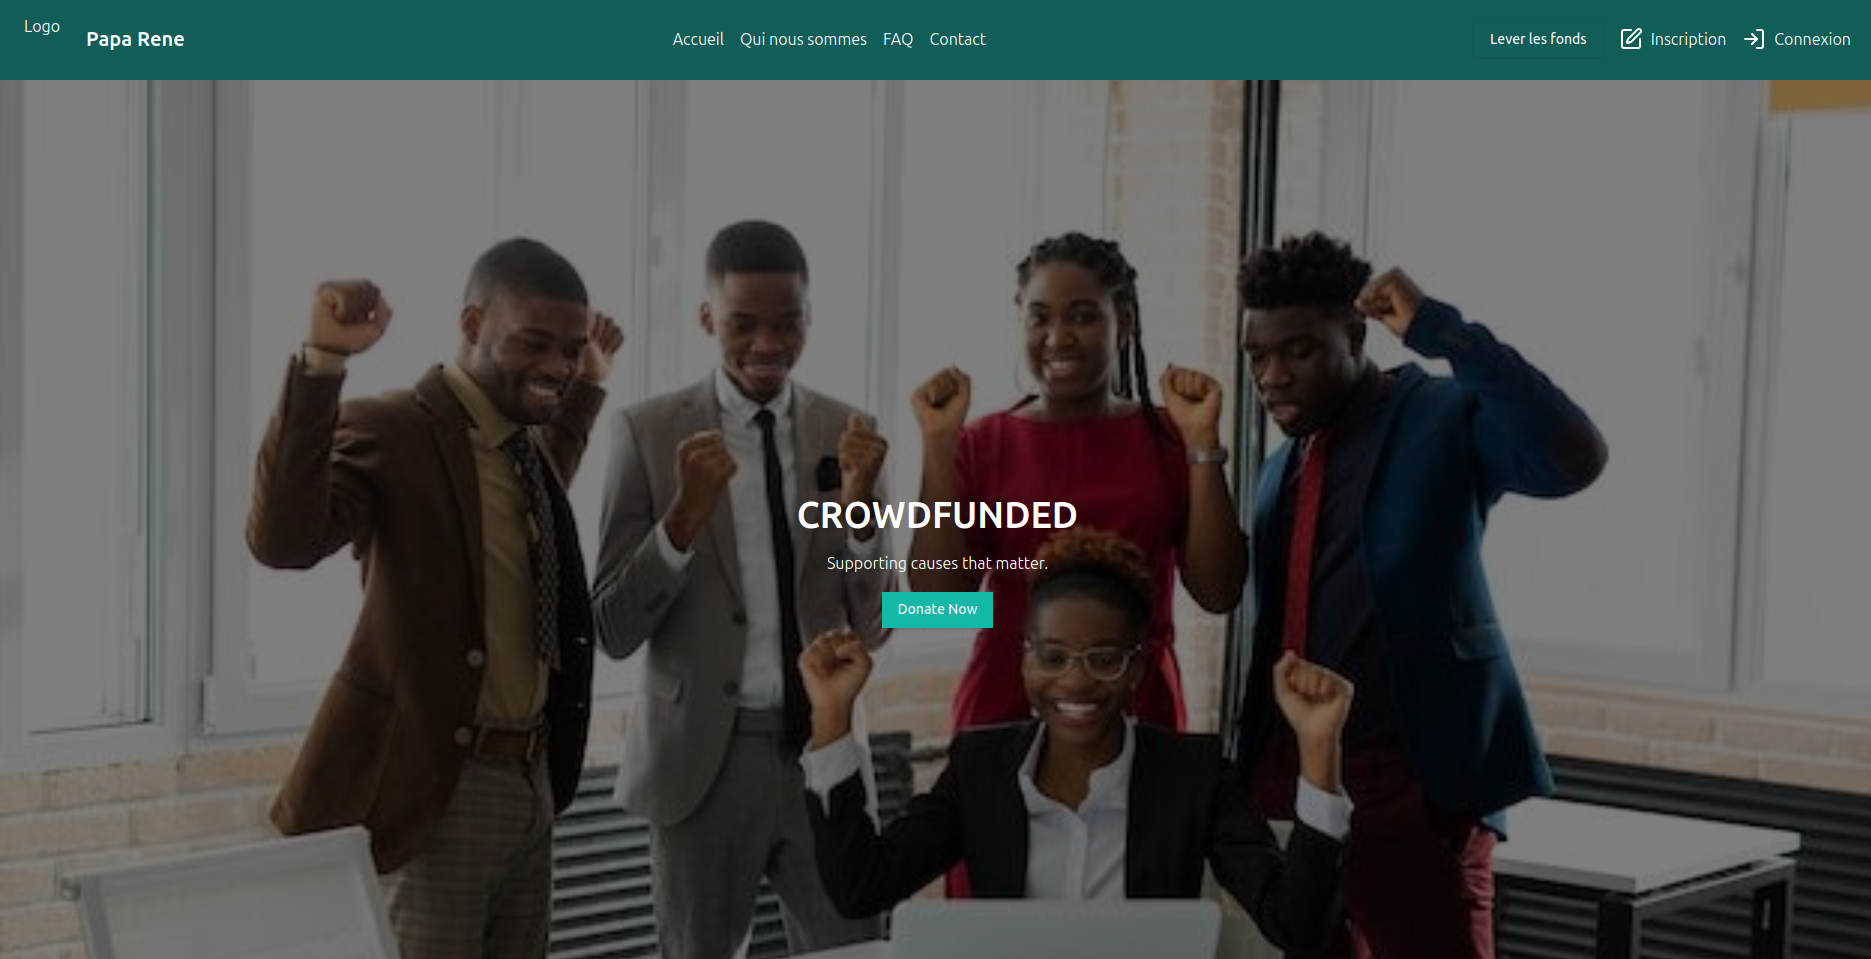 Logo
Papa Rene
Accueil Qui nous sommes FAQ Contact
Lever les fonds Inscription Connexion
CROWDFUNDED
Supporting causes that matter.
Donate Now